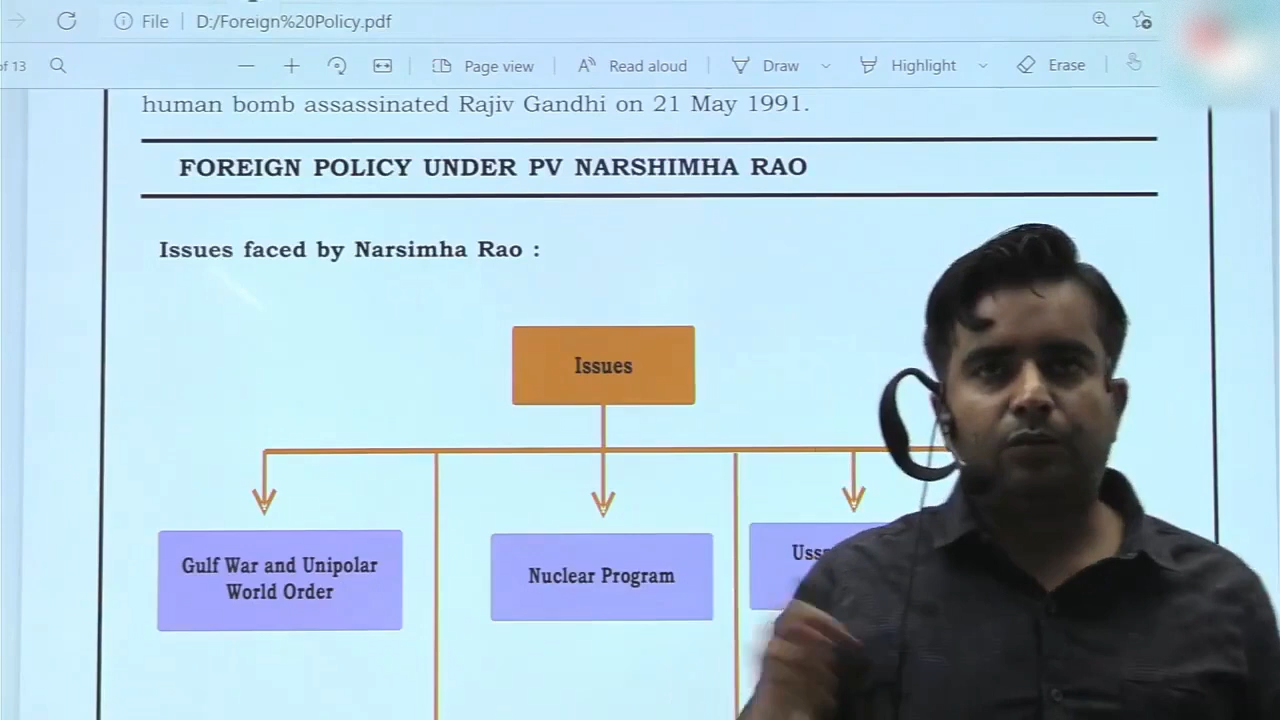 File
D:/Foreign%20Policy.pdf
of 13
Page view
Read aloud
Draw
Highlight
Erase
human bomb assassinated Rajiv Gandhi on 21 May 1991.
FOREIGN POLICY UNDER PV NARSHIMHA RAO
Issues faced by Narsimha Rao :
Issues
Gulf War and Unipolar
World Order
Nuclear Program